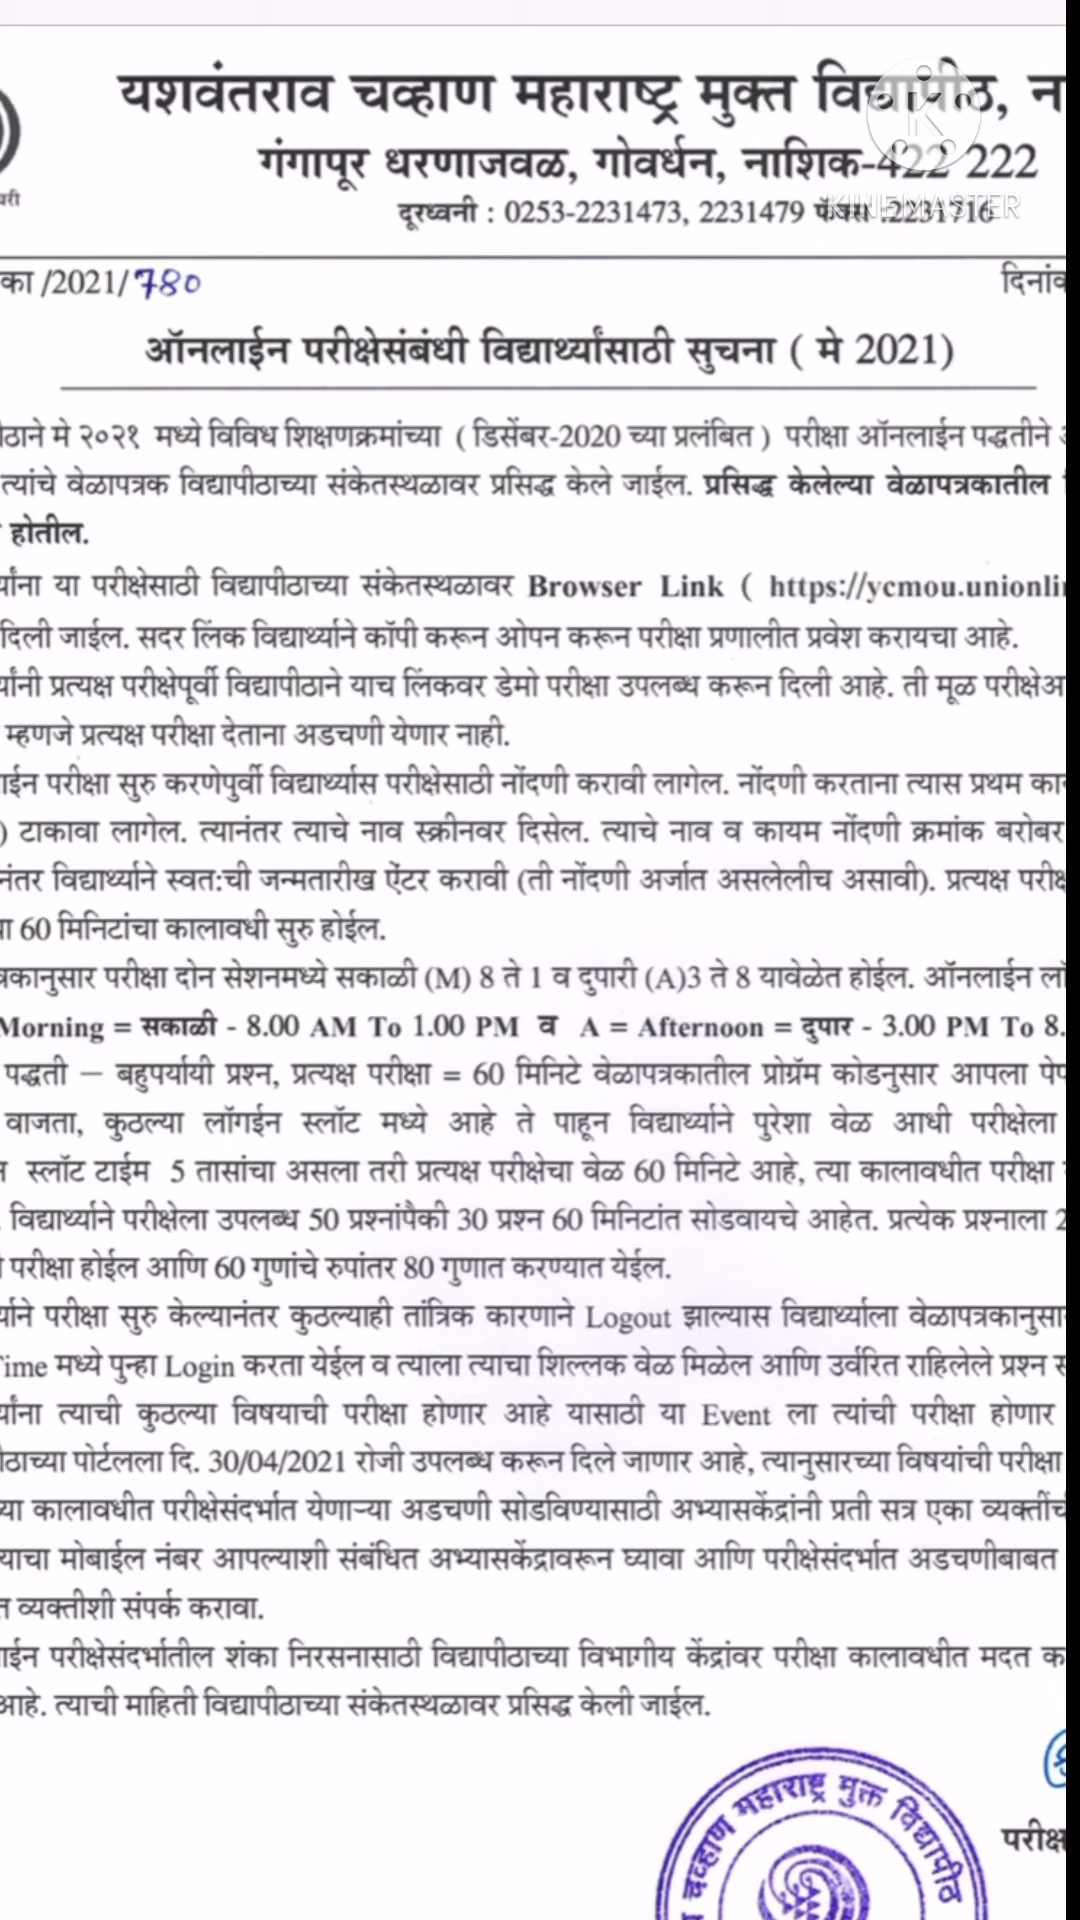 यशवंतराव चव्हाण महाराष्ट्र मुक्त विद्यापीठ, ना
गंगापूर धरणाजवळ, गोवर्धन, नाशिक-422 222
दूरध्वनी : 0253-2231473, 2231479 फॅक्स :2231716
KINEMASTER
का /2021/780 दिनांक
ऑनलाईन परीक्षेसंबंधी विद्यार्थ्यांसाठी सुचना ( मे 2021)
ठाने मे २०२१ मध्ये विविध शिक्षणक्रमांच्या ( डिसेंबर-2020 च्या प्रलंबित ) परीक्षा ऑनलाईन पद्धतीने
त्यांचे वेळापत्रक विद्यापीठाच्या संकेतस्थळावर प्रसिद्ध केले जाईल. प्रसिद्ध केलेल्या वेळापत्रकातील
होतील.
र्यांना या परीक्षेसाठी विद्यापीठाच्या संकेतस्थळावर Browser Link ( https://ycmou.unionli
दिली जाईल. सदर लिंक विद्यार्थ्याने कॉपी करून ओपन करून परीक्षा प्रणालीत प्रवेश करायचा आहे.
र्यांनी प्रत्यक्ष परीक्षेपूर्वी विद्यापीठाने याच लिंकवर डेमो परीक्षा उपलब्ध करून दिली आहे. ती मूळ परीक्षेअ
म्हणजे प्रत्यक्ष परीक्षा देताना अडचणी येणार नाही.
ाईन परीक्षा सुरु करणेपुर्वी विद्यार्थ्यास परीक्षेसाठी नोंदणी करावी लागेल. नोंदणी करताना त्यास प्रथम का
) टाकावा लागेल. त्यानंतर त्याचे नाव स्क्रीनवर दिसेल. त्याचे नाव व कायम नोंदणी क्रमांक बरोबर
नंतर विद्यार्थ्याने स्वत:ची जन्मतारीख ऐंटर करावी (ती नोंदणी अर्जात असलेलीच असावी). प्रत्यक्ष परीक्ष
ा 60 मिनिटांचा कालावधी सुरु होईल.
त्रकानुसार परीक्षा दोन सेशनमध्ये सकाळी (M) 8 ते 1 व दुपारी (A)3 ते 8 यावेळेत होईल. ऑनलाईन लॉ
Morning = सकाळी - 8.00 AM To 1.00 PM व A = Afternoon = दुपार - 3.00 PM To 8.
पद्धती – बहुपर्यायी प्रश्न, प्रत्यक्ष परीक्षा = 60 मिनिटे वेळापत्रकातील प्रोग्रॅम कोडनुसार आपला पेप
वाजता, कुठल्या लॉगईन स्लॉट मध्ये आहे ते पाहून विद्यार्थ्याने पुरेशा वेळ आधी परीक्षेला
न स्लॉट टाईम 5 तासांचा असला तरी प्रत्यक्ष परीक्षेचा वेळ 60 मिनिटे आहे, त्या कालावधीत परीक्षा
विद्यार्थ्याने परीक्षेला उपलब्ध 50 प्रश्नांपैकी 30 प्रश्न 60 मिनिटांत सोडवायचे आहेत. प्रत्येक प्रश्नाला 2
ी परीक्षा होईल आणि 60 गुणांचे रुपांतर 80 गुणात करण्यात येईल.
र्याने परीक्षा सुरु केल्यानंतर कुठल्याही तांत्रिक कारणाने Logout झाल्यास विद्यार्थ्याला वेळापत्रकानुसा
Time मध्ये पुन्हा Login करता येईल व त्याला त्याचा शिल्लक वेळ मिळेल आणि उर्वरित राहिलेले प्रश्न स
र्यांना त्याची कुठल्या विषयाची परीक्षा होणार आहे यासाठी या Event ला त्यांची परीक्षा होणार
ठाच्या पोर्टलला दि. 30/04/2021 रोजी उपलब्ध करून दिले जाणार आहे, त्यानुसारच्या विषयांची परीक्षा
या कालावधीत परीक्षेसंदर्भात येणाऱ्या अडचणी सोडविण्यासाठी अभ्यासकेंद्रांनी प्रती सत्र एका व्यक्तींच
याचा मोबाईल नंबर आपल्याशी संबंधित अभ्यासकेंद्रावरून घ्यावा आणि परीक्षेसंदर्भात अडचणीबाबत
त व्यक्तीशी संपर्क करावा.
ाईन परीक्षेसंदर्भातील शंका निरसनासाठी विद्यापीठाच्या विभागीय केंद्रांवर परीक्षा कालावधीत मदत क
आहे. त्याची माहिती विद्यापीठाच्या संकेतस्थळावर प्रसिद्ध केली जाईल.
चव्हाण महाराष्ट्र मुक्त विद्यापीठ
परीक्ष